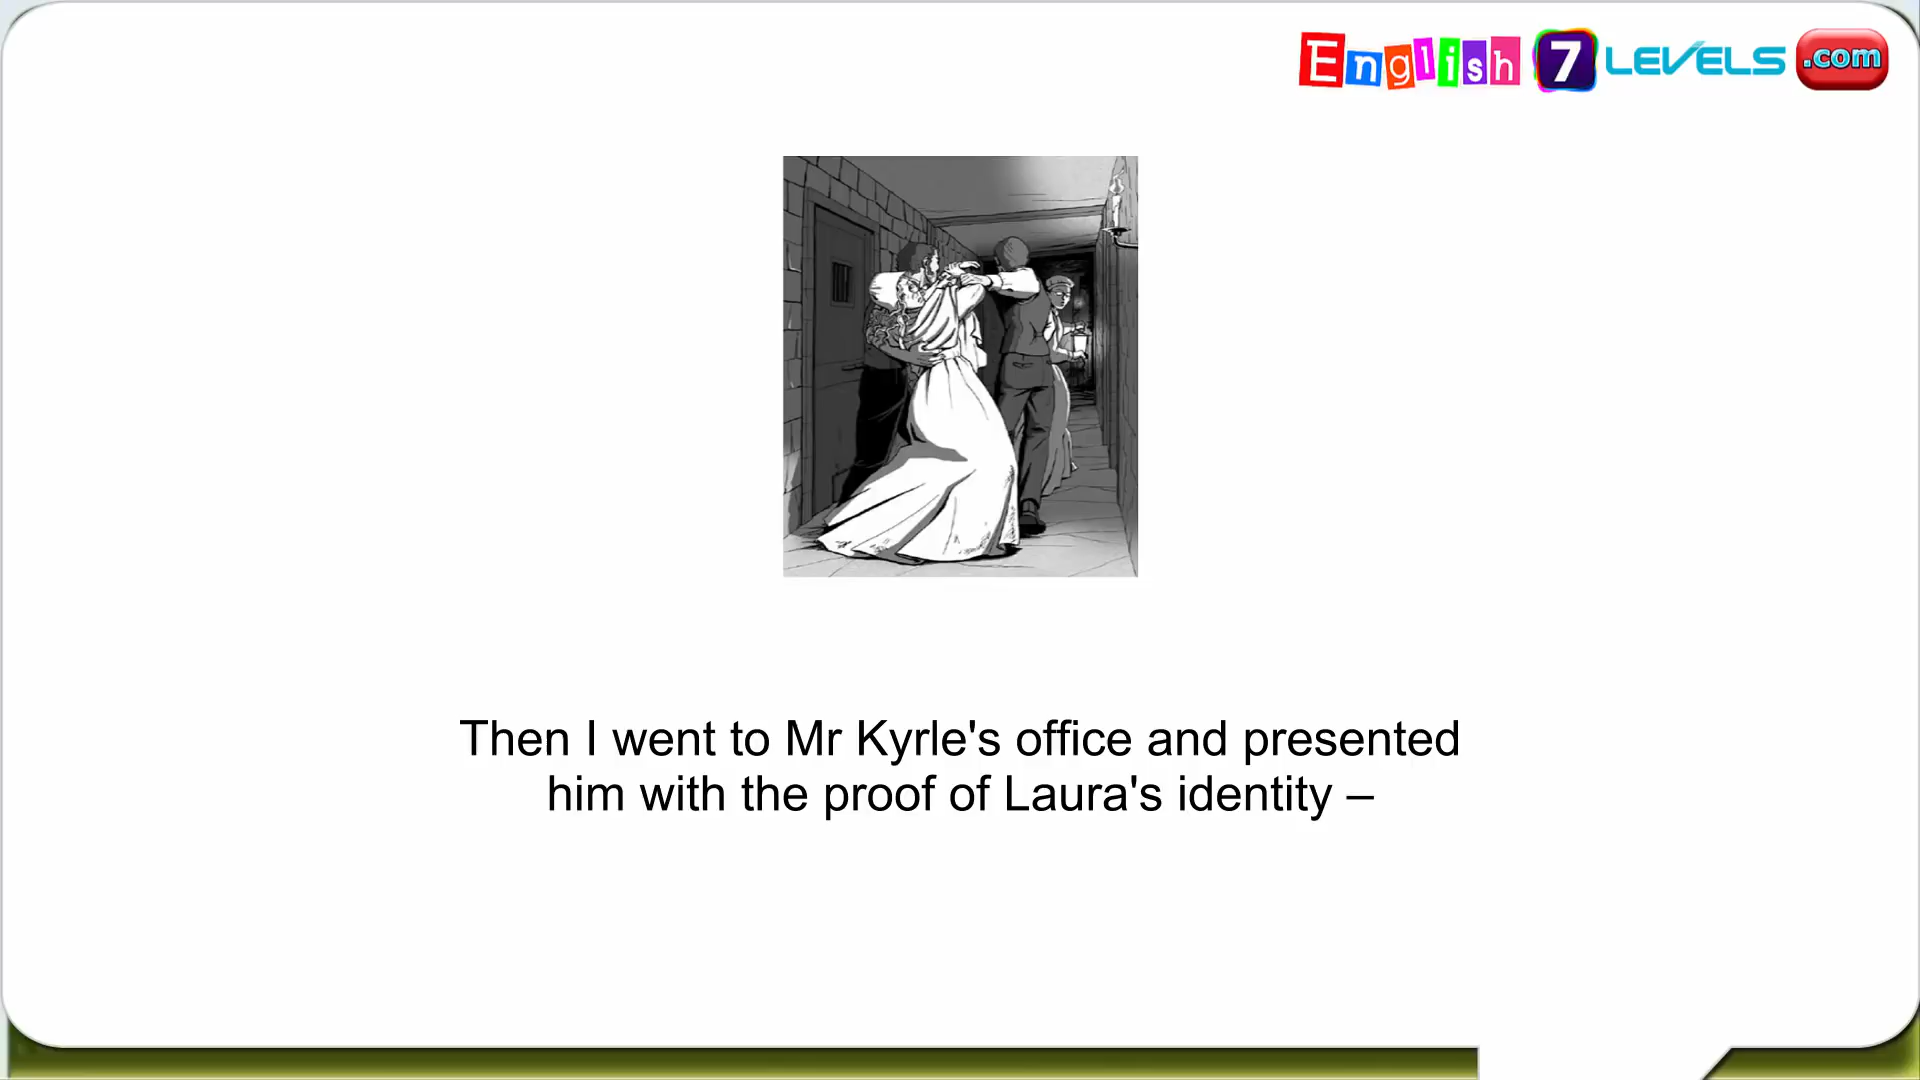 English 7 LEVELS .com
Then I went to Mr Kyrle's office and presented
him with the proof of Laura's identity –